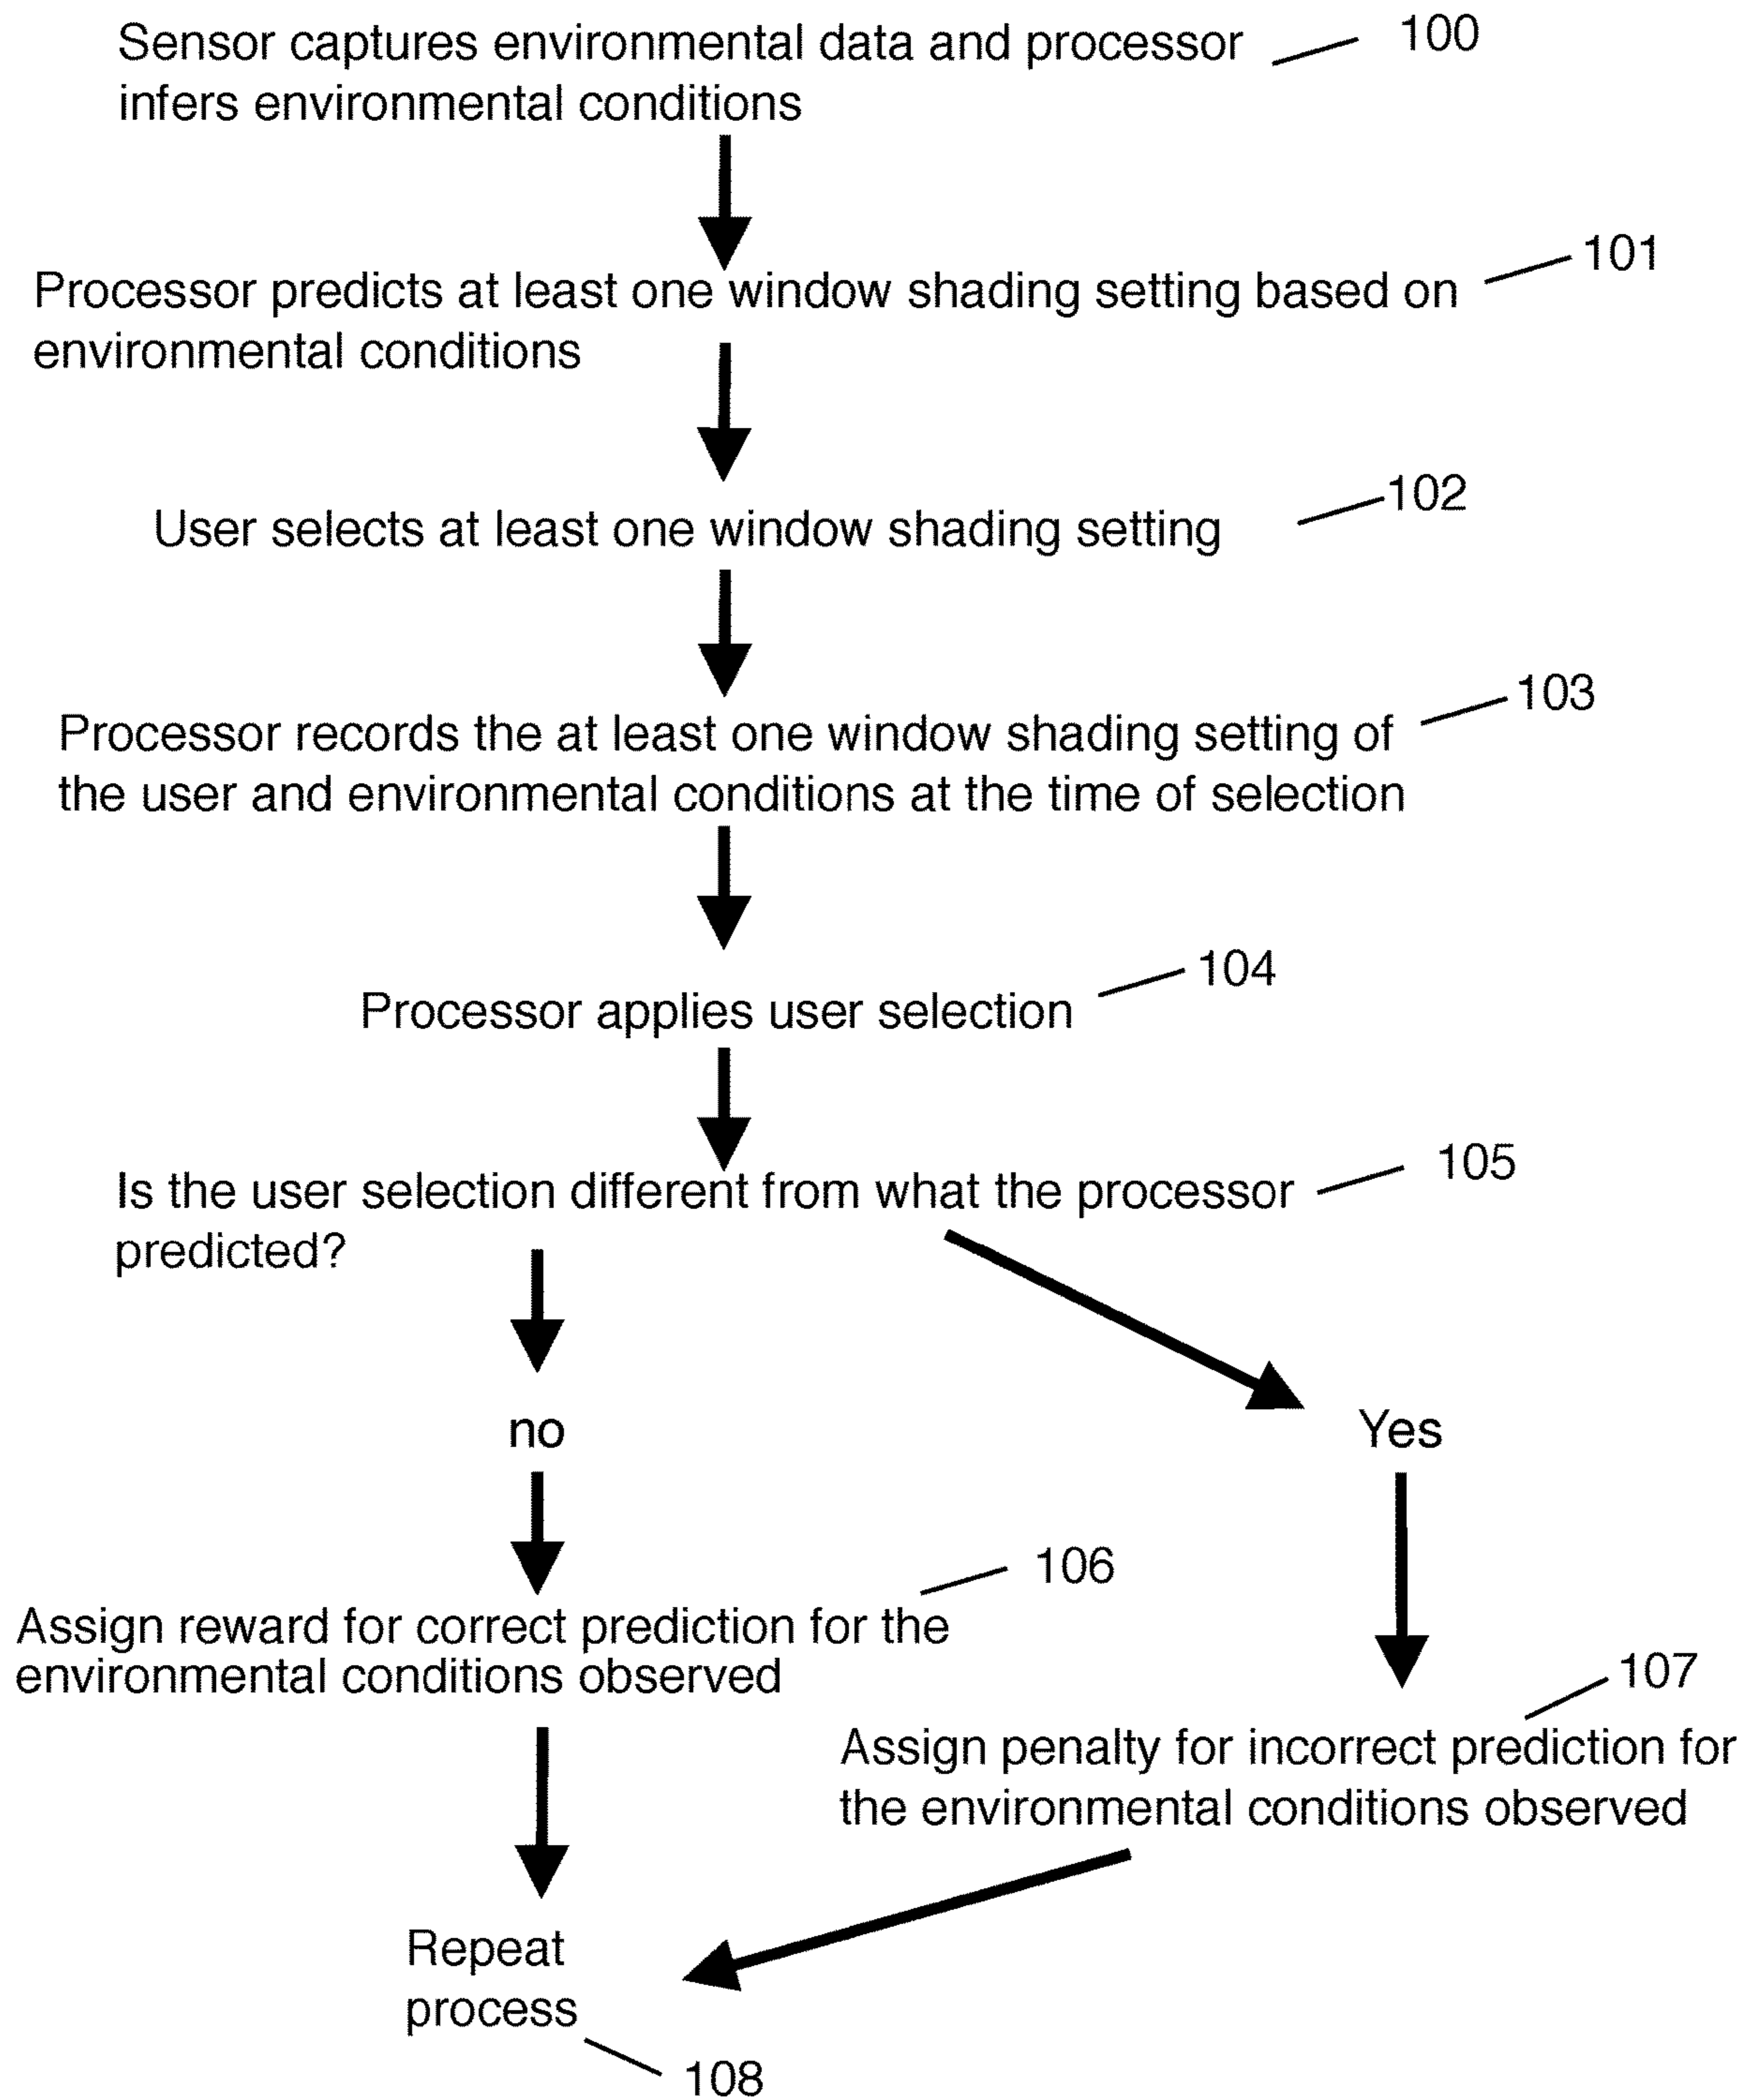 Sensor captures environmental data and processor
infers environmental conditions
100
Processor predicts at least one window shading setting based on
environmental conditions
101
User selects at least one window shading setting
102
Processor records the at least one window shading setting of
the user and environmental conditions at the time of selection
103
Processor applies user selection
104
Is the user selection different from what the processor
predicted?
105
no
Yes
Assign reward for correct prediction for the
environmental conditions observed
106
Assign penalty for incorrect prediction for
the environmental conditions observed
107
Repeat
process
108